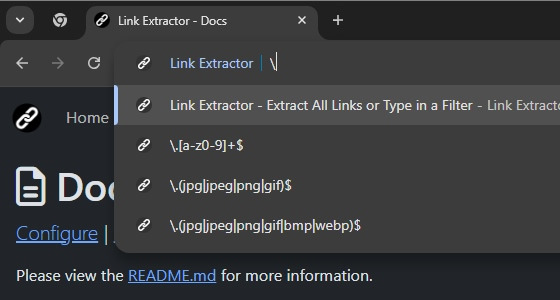 Link Extractor - Docs
Link Extractor | \
Link Extractor - Extract All Links or Type in a Filter - Link Extract
Home
\.[a-z0-9]+$
\.(jpg|jpeg|png|gif)$
Doc
\.(jpg|jpeg|png|gif|bmp|webp)$
Configure |
Please view the README.md for more information.